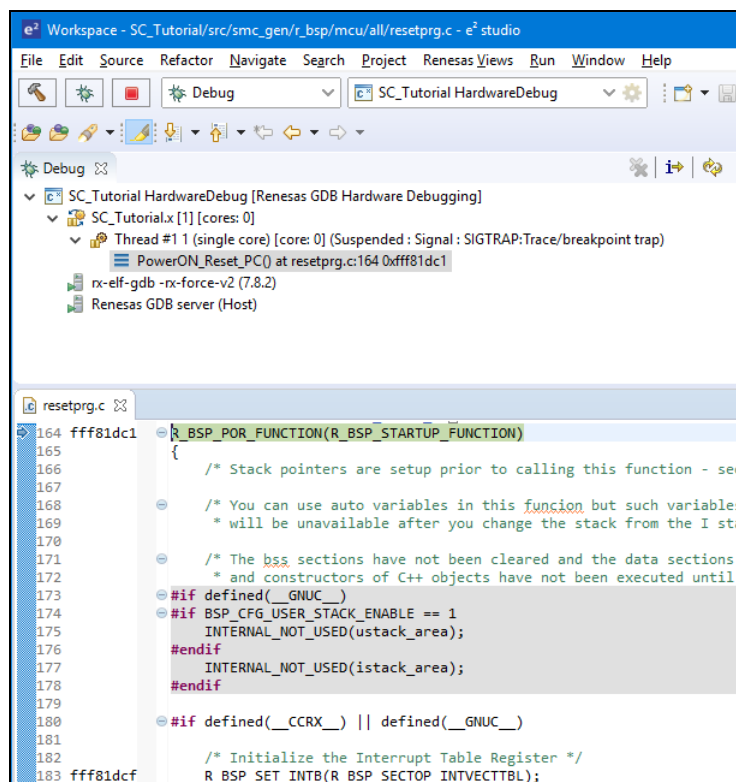 e² Workspace - SC_Tutorial/src/smc_gen/r_bsp/mcu/all/resetprg.c - e² studio
File Edit Source Refactor Navigate Search Project Renesas Views Run Window Help
Debug SC_Tutorial HardwareDebug
Debug
SC_Tutorial HardwareDebug [Renesas GDB Hardware Debugging]
SC_Tutorial.x [1] [cores: 0]
Thread #1 1 (single core) [core: 0] (Suspended : Signal : SIGTRAP:Trace/breakpoint trap)
PowerON_Reset_PC() at resetprg.c:164 0xfff81dc1
rx-elf-gdb -rx-force-v2 (7.8.2)
Renesas GDB server (Host)
resetprg.c
164 fff81dc1 R_BSP_POR_FUNCTION(R_BSP_STARTUP_FUNCTION)
165 {
166 /* Stack pointers are setup prior to calling this function - see
167
168 /* You can use auto variables in this funcion but such variables
169 * will be unavailable after you change the stack from the I sta
170
171 /* The bss sections have not been cleared and the data sections
172 * and constructors of C++ objects have not been executed until
173 #if defined(__GNUC__)
174 #if BSP_CFG_USER_STACK_ENABLE == 1
175 INTERNAL_NOT_USED(ustack_area);
176 #endif
177 INTERNAL_NOT_USED(istack_area);
178 #endif
179
180 #if defined(__CCRX__) || defined(__GNUC__)
181
182 /* Initialize the Interrupt Table Register */
183 fff81dcf R_BSP_SET_INTB(R_BSP_SECTOP_INTVECTTBL);